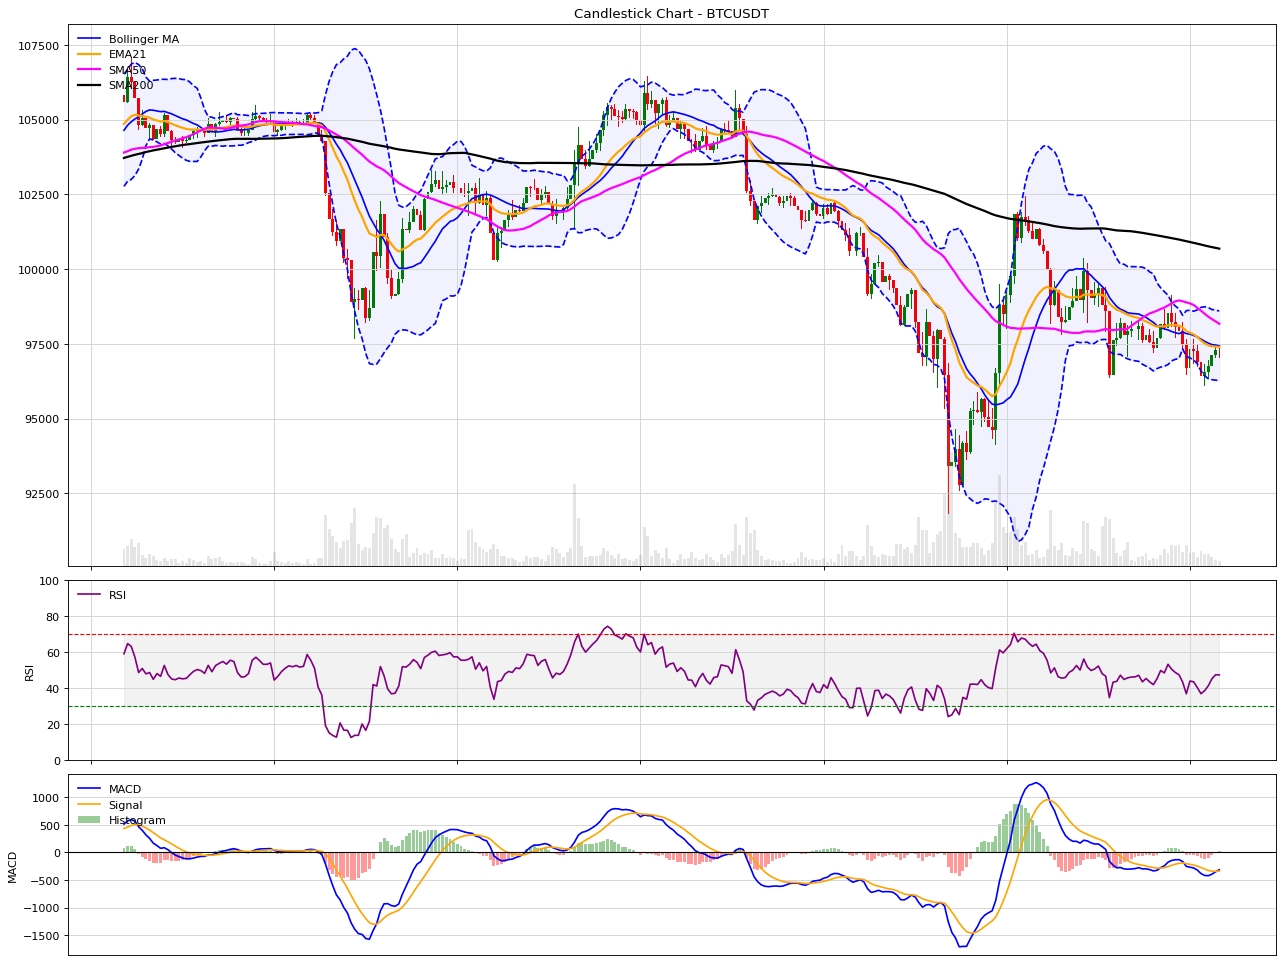 Candlestick Chart - BTCUSDT
Bollinger MA
EMA21
SMA50
SMA200
107500
105000
102500
100000
97500
95000
92500
RSI
100
80
60
40
20
0
RSI
MACD
Signal
Histogram
1000
500
0
−500
−1000
−1500
MACD